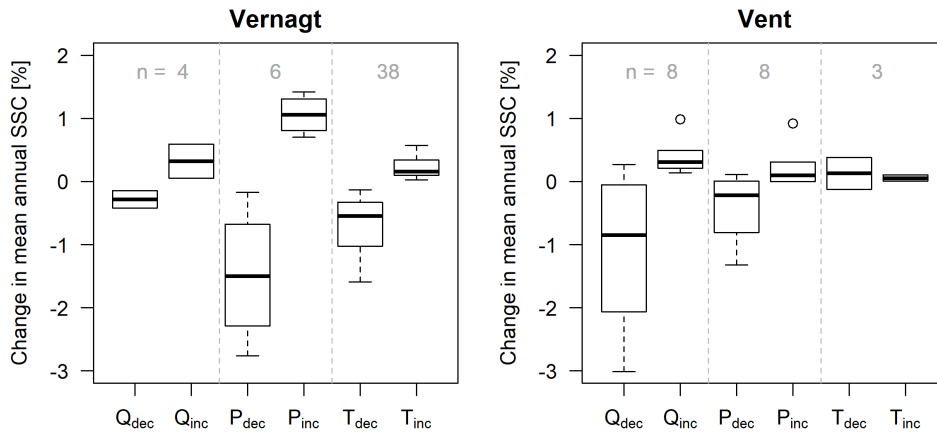 Vernagt
Change in mean annual SSC [%]
2
1
0
-1
-2
-3
n = 4
6
38
Qdec
Qinc
Pdec
Pinc
Tdec
Tinc
Vent
Change in mean annual SSC [%]
2
1
0
-1
-2
-3
n = 8
8
3
Qdec
Qinc
Pdec
Pinc
Tdec
Tinc